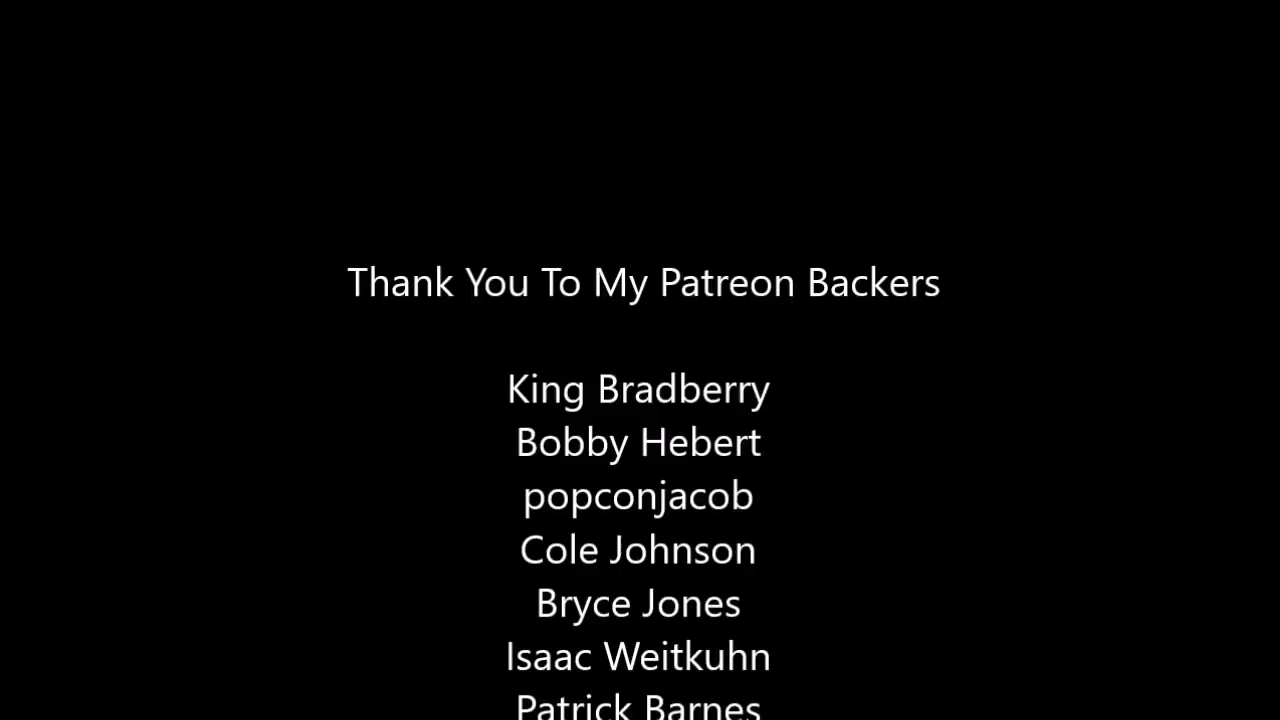 Thank You To My Patreon Backers
King Bradberry
Bobby Hebert
popconjacob
Cole Johnson
Bryce Jones
Isaac Weitkuhn
Patrick Barnes